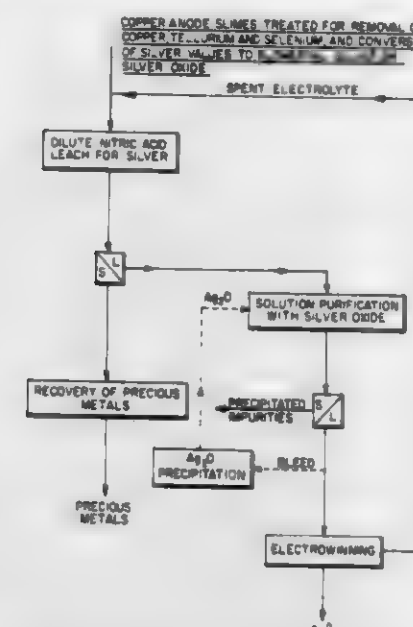 COPPER ANODE SLIMES TREATED FOR REMOVAL
COPPER, TELLURIUM AND SELENIUM, AND
OF SILVER VALUES TO
SILVER OXIDE
SPENT ELECTROLYTE
DILUTE NITRIC ACID
LEACH FOR SILVER
L
S
Ag2O
SOLUTION PURIFICATION
WITH SILVER OXIDE
RECOVERY OF PRECIOUS
METALS
PRECIPITATED
IMPURITIES
S
L
Ag2O
PRECIPITATION
BLEED
PRECIOUS
METALS
ELECTROWINNING